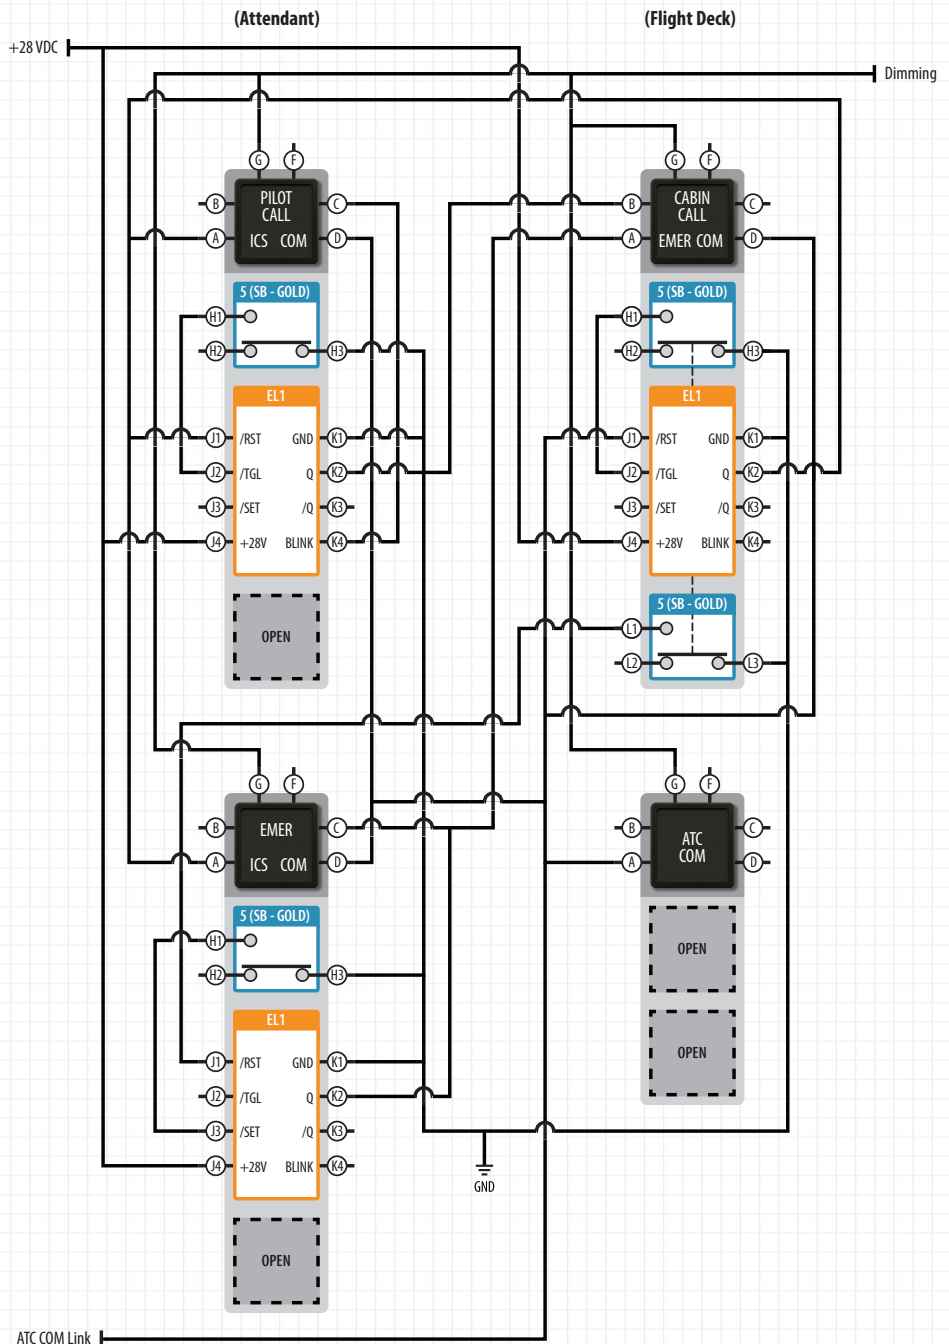 (Attendant) (Flight Deck)
+28 VDC
Dimming
G F G F
B PILOT CALL C B CABIN CALL C
A ICS COM D A EMER COM D
5 (SB - GOLD) 5 (SB - GOLD)
H1 H1
H2 H3 H2 H3
EL1 EL1
J1 /RST GND K1 J1 /RST GND K1
J2 /TGL Q K2 J2 /TGL Q K2
J3 /SET /Q K3 J3 /SET /Q K3
J4 +28V BLINK K4 J4 +28V BLINK K4
OPEN 5 (SB - GOLD)
L1
L2 L3
G F G F
B EMER C B ATC COM C
A ICS COM D A D
5 (SB - GOLD)
H1 OPEN
H2 H3
EL1
J1 /RST GND K1 OPEN
J2 /TGL Q K2
J3 /SET /Q K3
J4 +28V BLINK K4
GND
OPEN
ATC COM Link